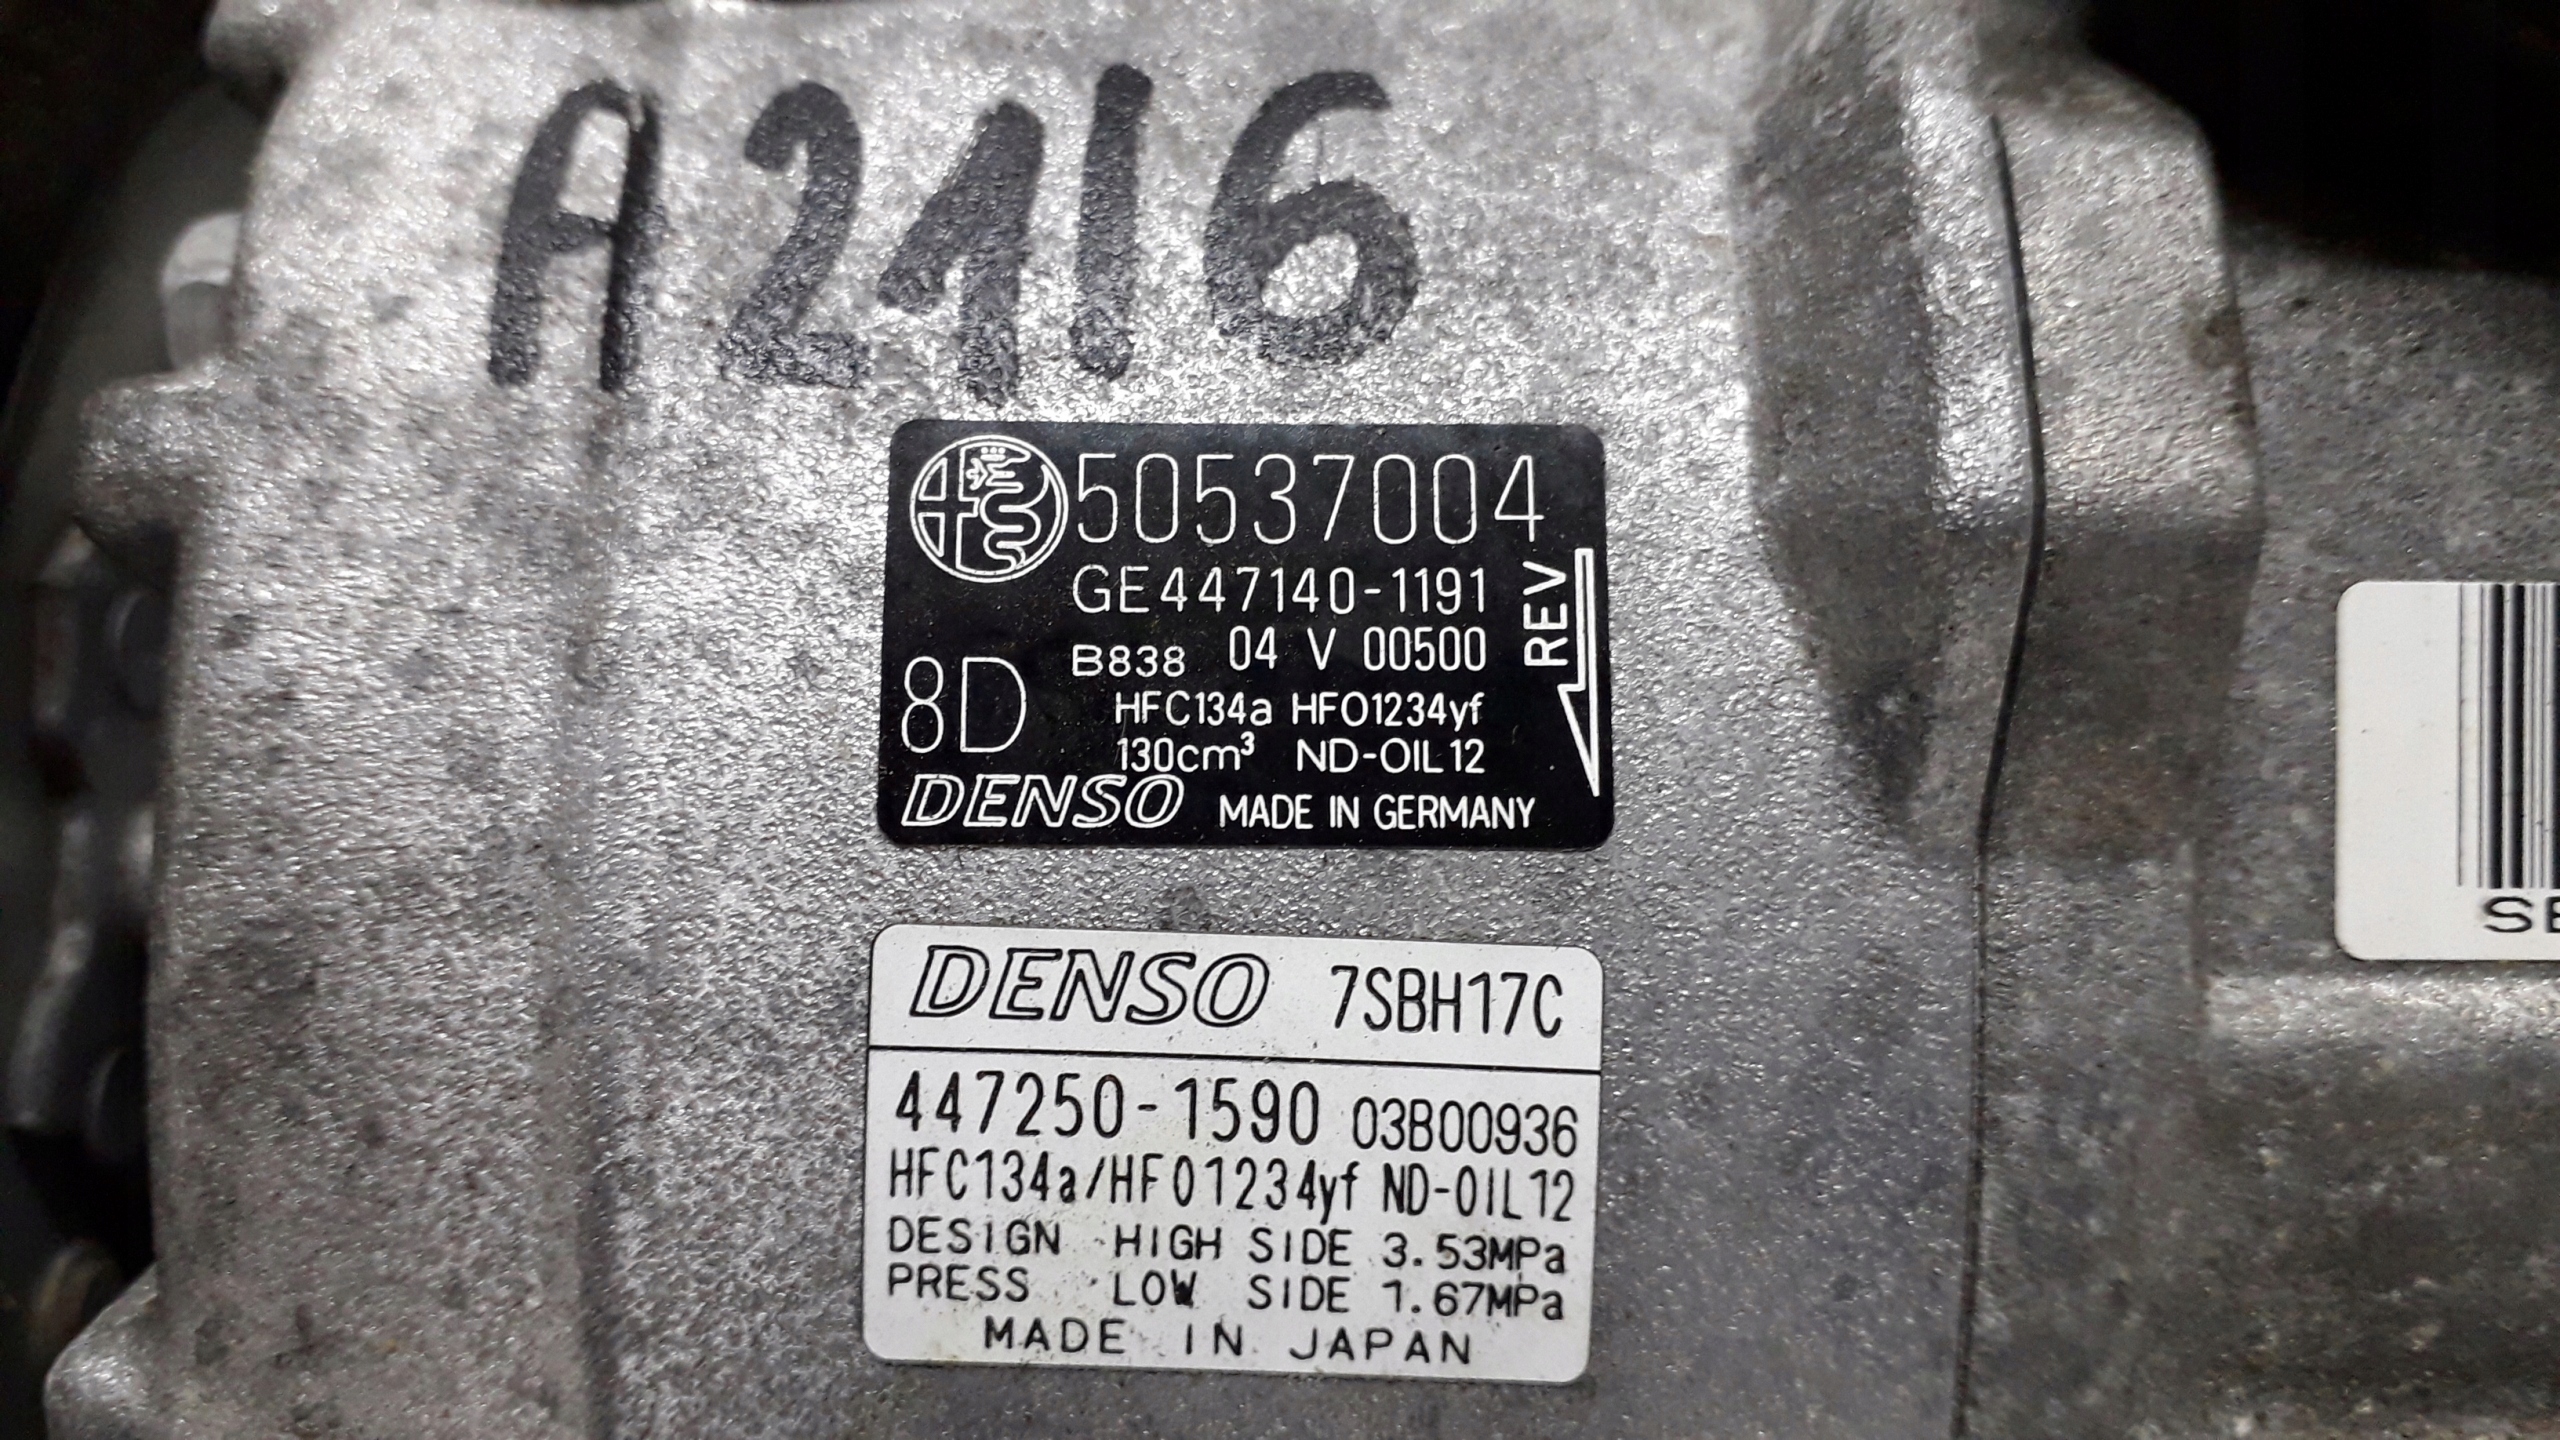 A2116
50537004
GE447140-1191
REV
B838 04 V 00500
8D
HFC134a HFO1234yf
130cm³ ND-OIL12
DENSO MADE IN GERMANY
DENSO 7SBH17C
447250-1590 03B00936
HFC134a/HFO1234yf ND-OIL12
DESIGN HIGH SIDE 3.53MPa
PRESS LOW SIDE 1.67MPa
MADE IN JAPAN